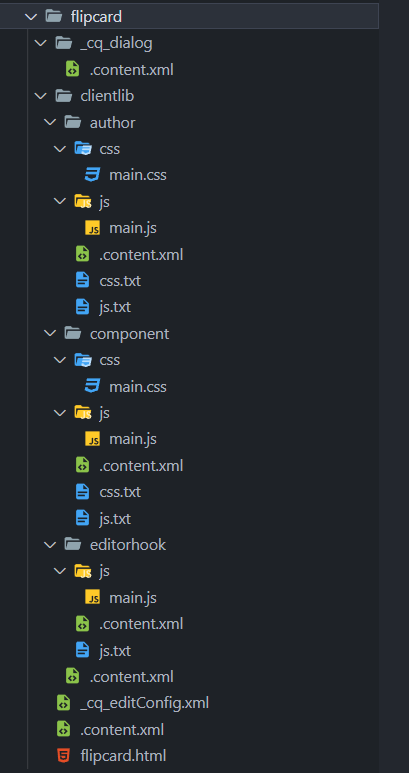 flipcard
_cq_dialog
.content.xml
clientlib
author
css
main.css
js
main.js
.content.xml
css.txt
js.txt
component
css
main.css
js
main.js
.content.xml
css.txt
js.txt
editorhook
js
main.js
.content.xml
js.txt
.content.xml
_cq_editConfig.xml
.content.xml
flipcard.html